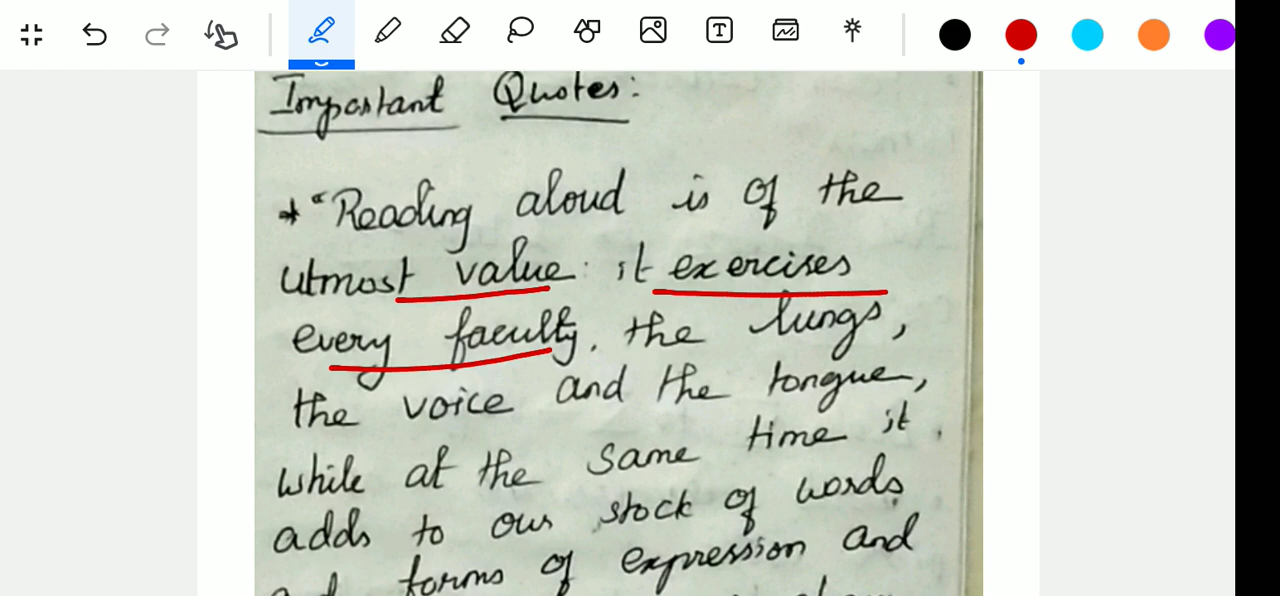 Important Quotes:
* "Reading aloud is of the
utmost value: it exercises
every faculty, the lungs,
the voice and the tongue,
while at the same time it
adds to our stock of words
and forms of expression and